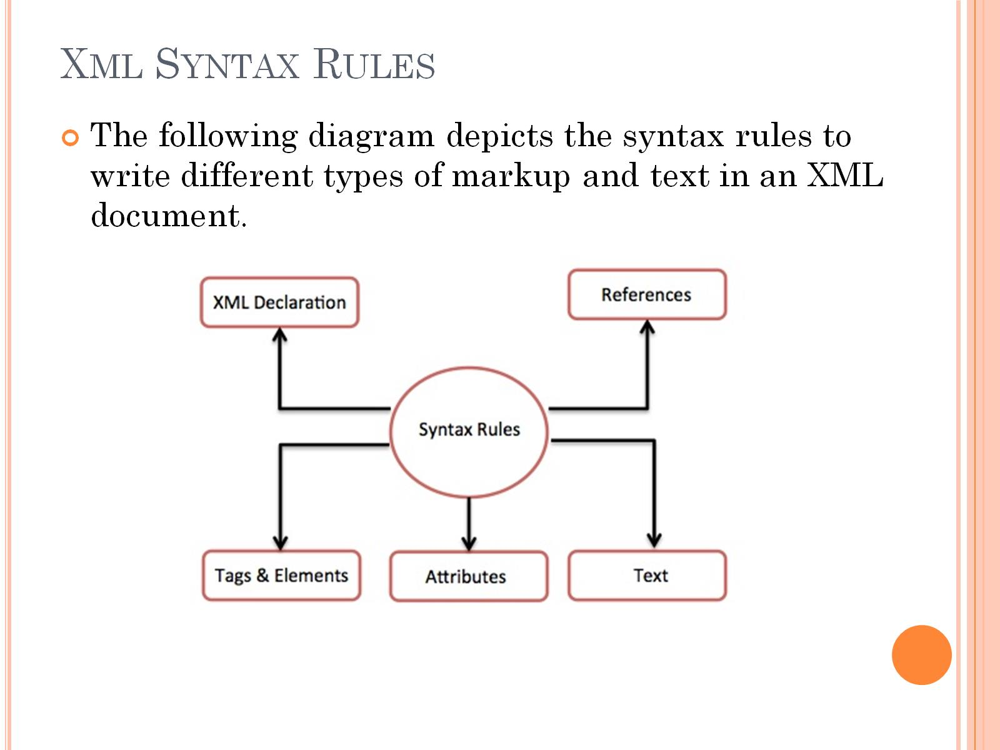 XML SYNTAX RULES
The following diagram depicts the syntax rules to
write different types of markup and text in an XML
document.
XML Declaration
References
Syntax Rules
Tags & Elements
Attributes
Text